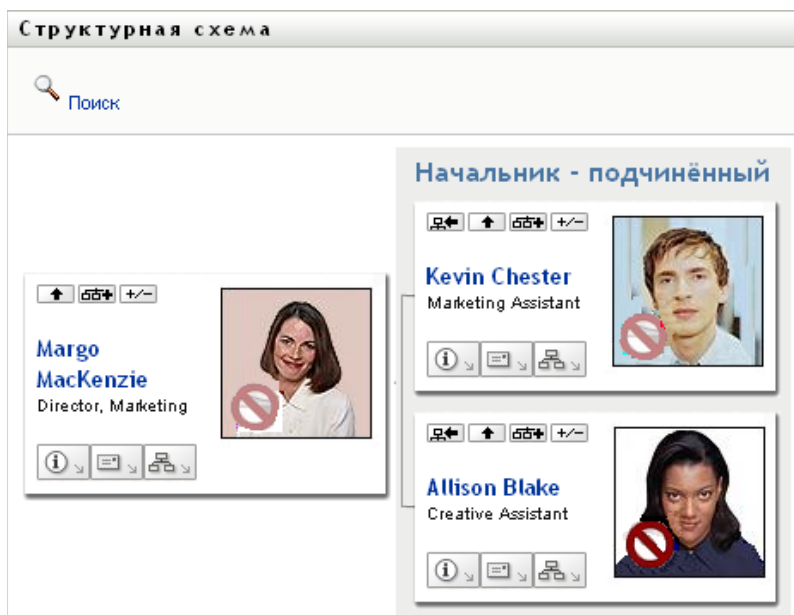 Структурная схема
Поиск
Начальник - подчинённый
Margo
MacKenzie
Director, Marketing
Kevin Chester
Marketing Assistant
Allison Blake
Creative Assistant